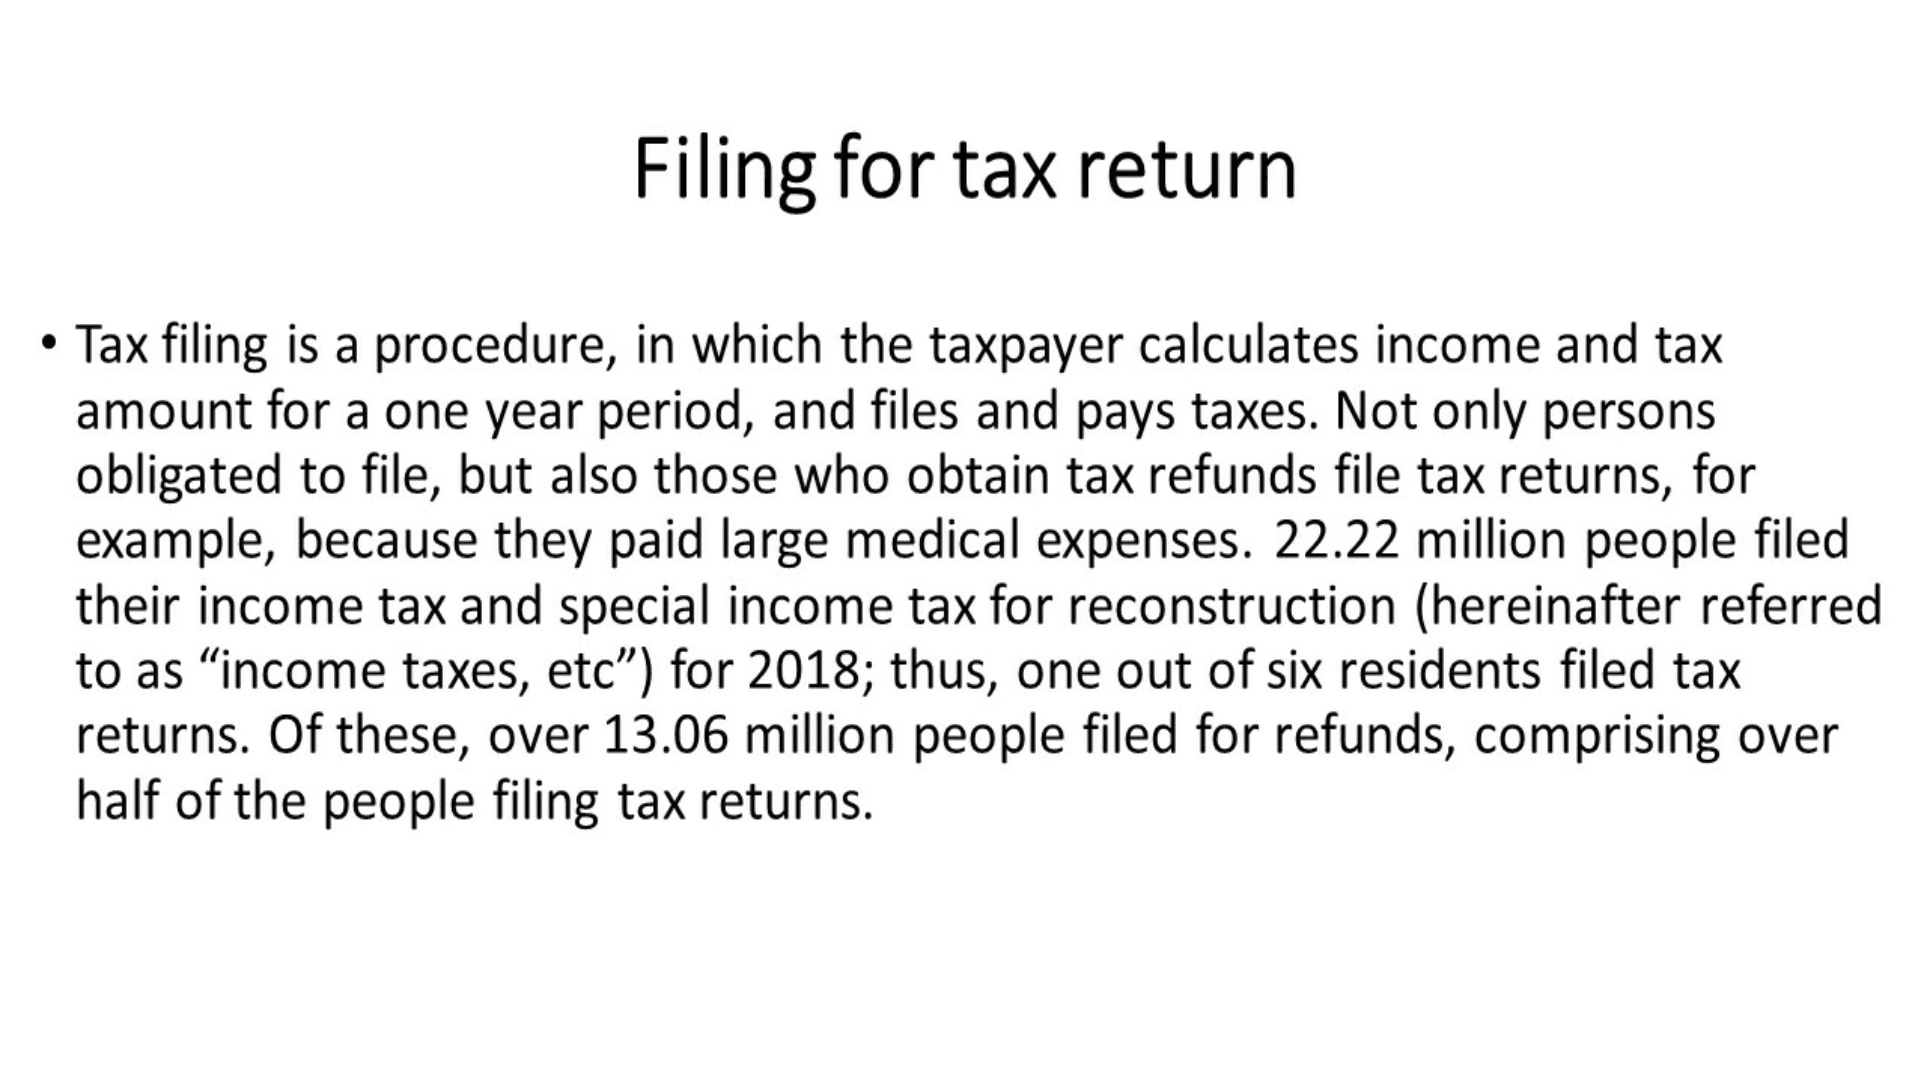 Filing for tax return
• Tax filing is a procedure, in which the taxpayer calculates income and tax
amount for a one year period, and files and pays taxes. Not only persons
obligated to file, but also those who obtain tax refunds file tax returns, for
example, because they paid large medical expenses. 22.22 million people filed
their income tax and special income tax for reconstruction (hereinafter referred
to as “income taxes, etc”) for 2018; thus, one out of six residents filed tax
returns. Of these, over 13.06 million people filed for refunds, comprising over
half of the people filing tax returns.